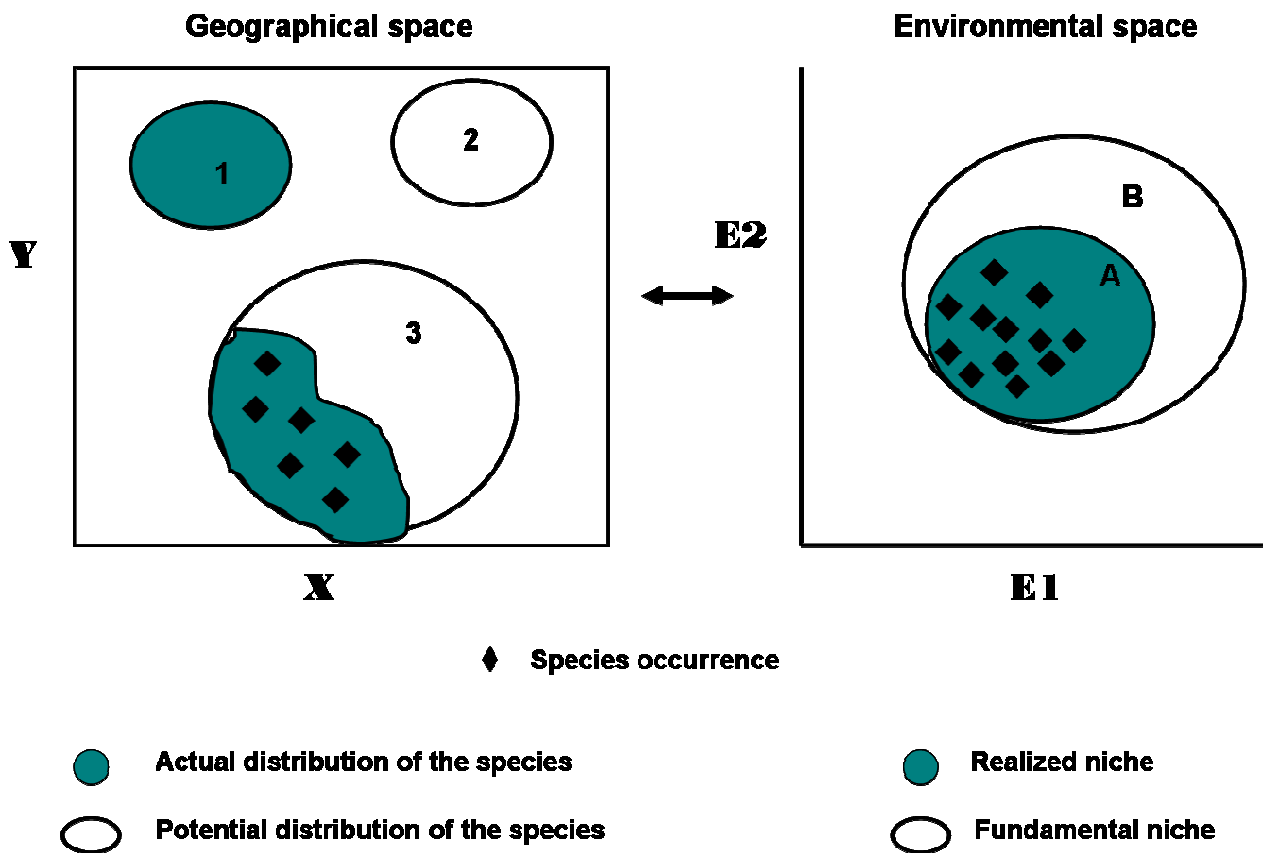 Geographical space
Environmental space
1
2
3
Y
X
E2
B
A
E1
Species occurrence
Actual distribution of the species
Realized niche
Potential distribution of the species
Fundamental niche